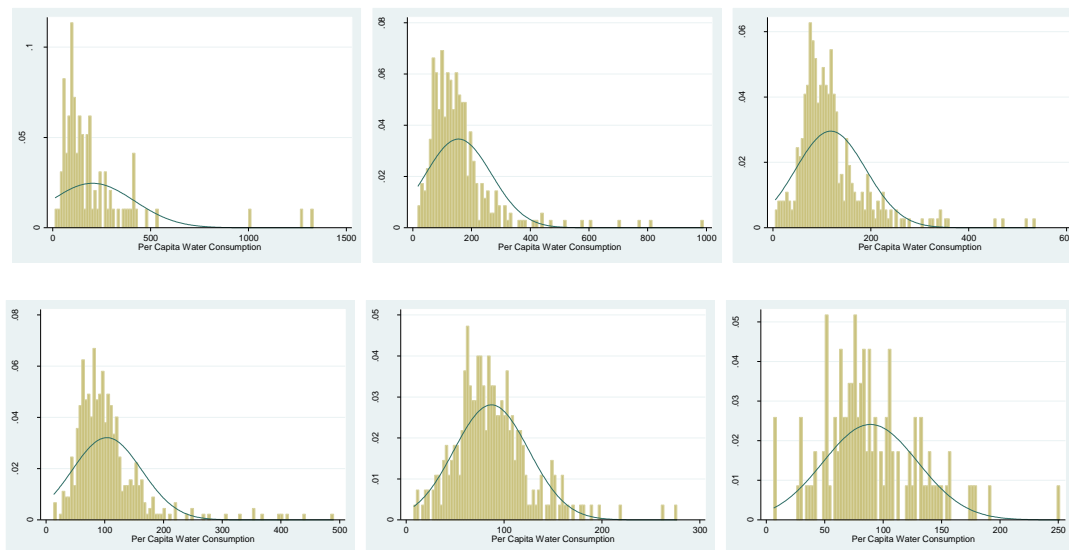 .1
.05
0
0 500 1000 1500
Per Capita Water Consumption
.08
.06
.04
.02
0
0 200 400 600 800 1000
Per Capita Water Consumption
.06
.04
.02
0
0 200 400 60
Per Capita Water Consumption
.08
.06
.04
.02
0
0 100 200 300 400 500
Per Capita Water Consumption
.05
.04
.03
.02
.01
0
0 100 200 300
Per Capita Water Consumption
.05
.04
.03
.02
.01
0
0 50 100 150 200 250
Per Capita Water Consumption